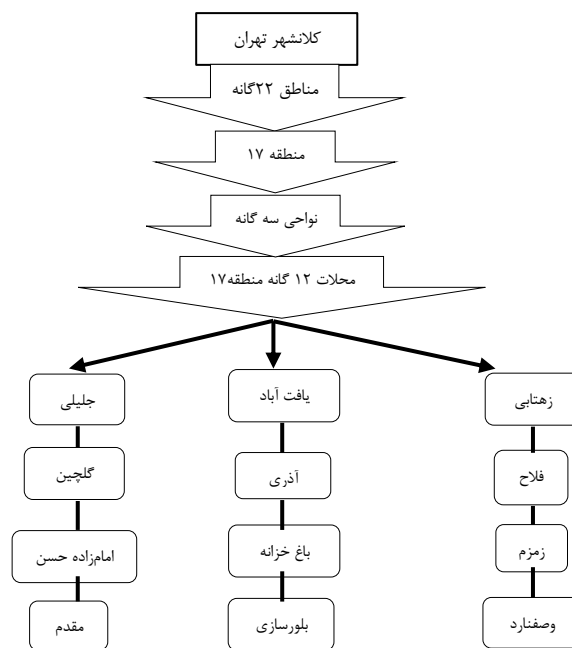 کلانشهر تهران
مناطق ۲۲گانه
منطقه ۱۷
نواحی سه گانه
محلات ۱۲ گانه منطقه۱۷
زهتابی
فلاح
زمزم
وصفنارد
یافت آباد
آذری
باغ خزانه
بلورسازی
جلیلی
گلچین
امامزاده حسن
مقدم